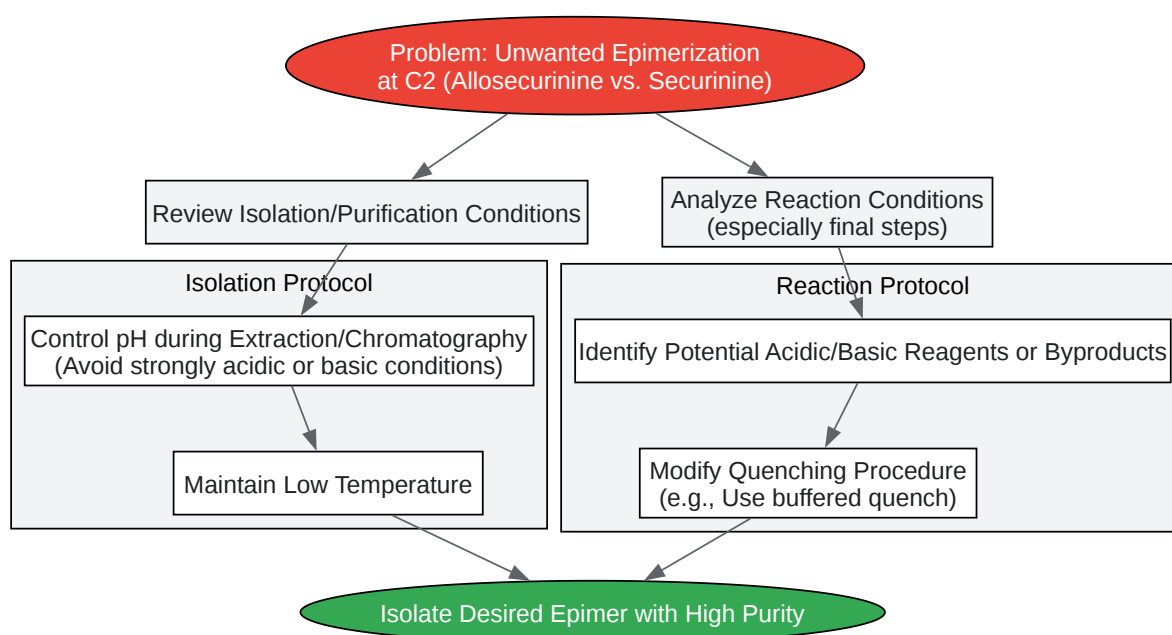 Problem: Unwanted Epimerization
at C2 (Allosecurinine vs. Securinine)
Review Isolation/Purification Conditions
Analyze Reaction Conditions
(especially final steps)
Isolation Protocol
Control pH during Extraction/Chromatography
(Avoid strongly acidic or basic conditions)
Maintain Low Temperature
Reaction Protocol
Identify Potential Acidic/Basic Reagents or Byproducts
Modify Quenching Procedure
(e.g., Use buffered quench)
Isolate Desired Epimer with High Purity